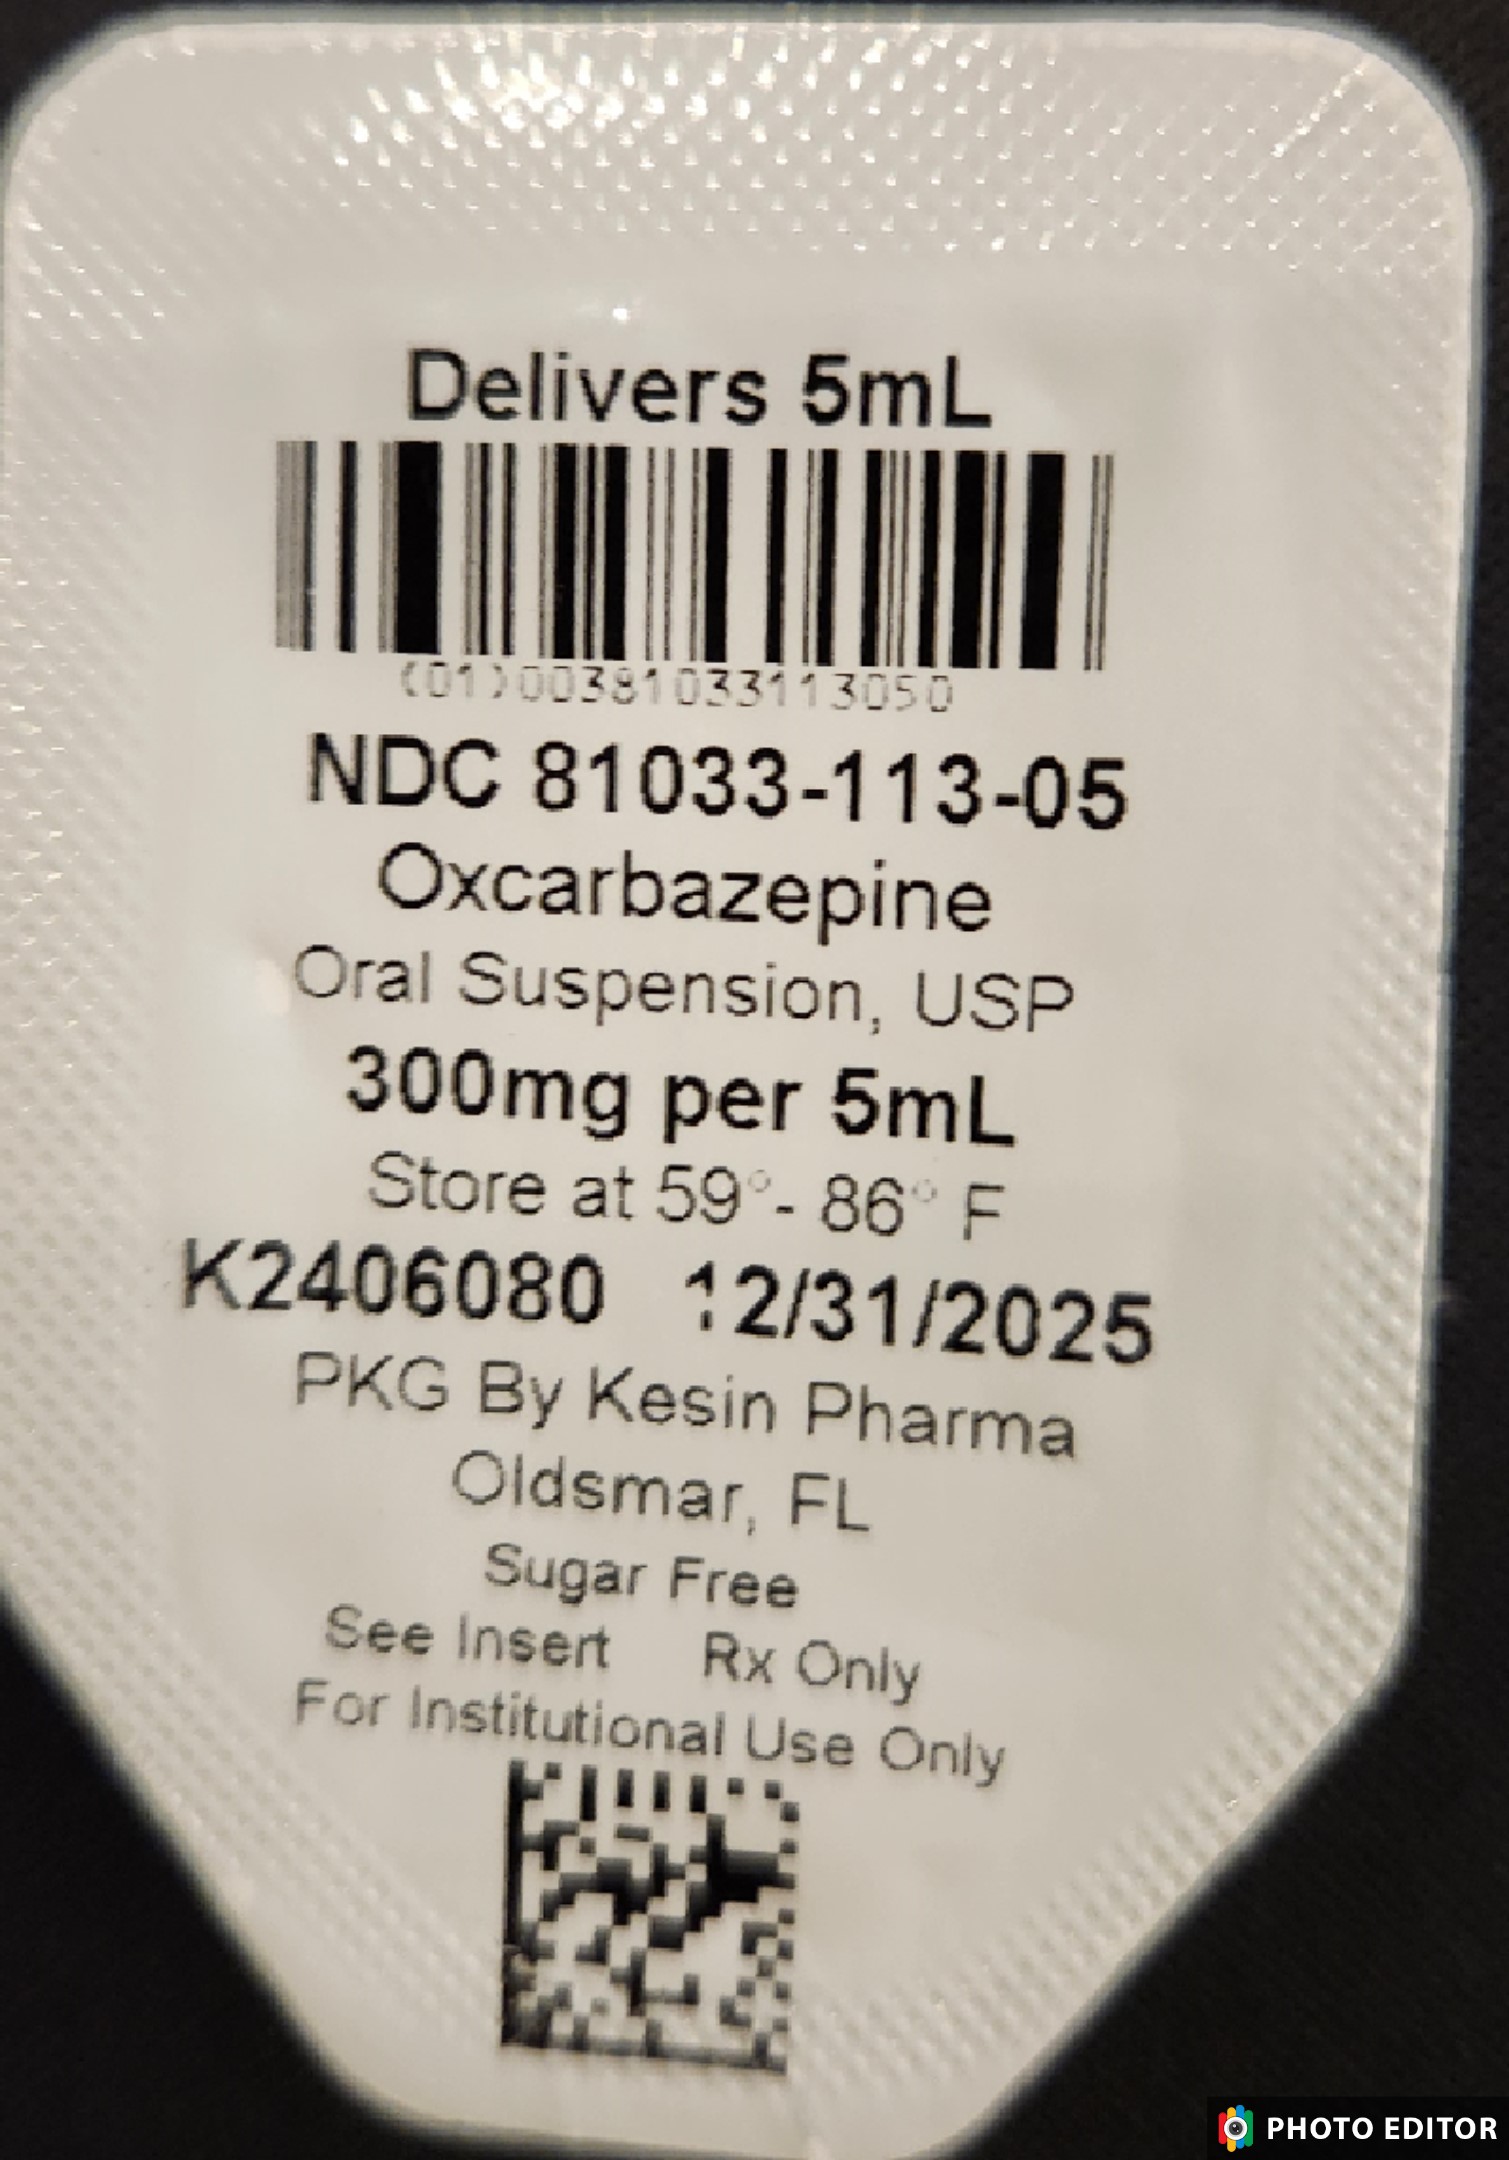 Delivers 5mL
(01)00381033113050
NDC 81033-113-05
Oxcarbazepine
Oral Suspension, USP
300mg per 5mL
Store at 59°- 86° F
K2406080 12/31/2025
PKG By Kesin Pharma
Oldsmar, FL
Sugar Free
See Insert Rx Only
For Institutional Use Only
PHOTO EDITOR